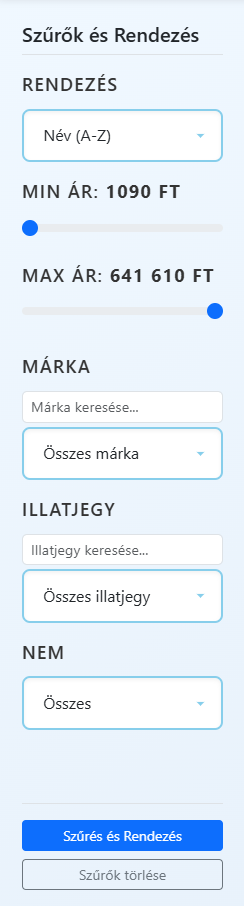 Szűrők és Rendezés
RENDEZÉS
Név (A-Z)
MIN ÁR: 1090 FT
MAX ÁR: 641 610 FT
MÁRKA
Márka keresése...
Összes márka
ILLATJEGY
Illatjegy keresése...
Összes illatjegy
NEM
Összes
Szűrés és Rendezés
Szűrők törlése